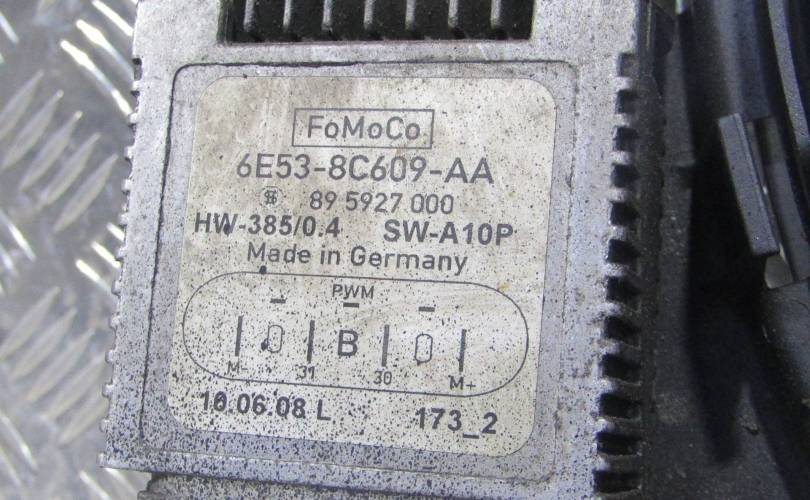 FoMoCo.
6E53-8C609-AA
89 5927 000
HW-385/0.4 SW-A10P
Made in Germany
PWM
B
M- 31 30 M+
10.06.08 L 173_2